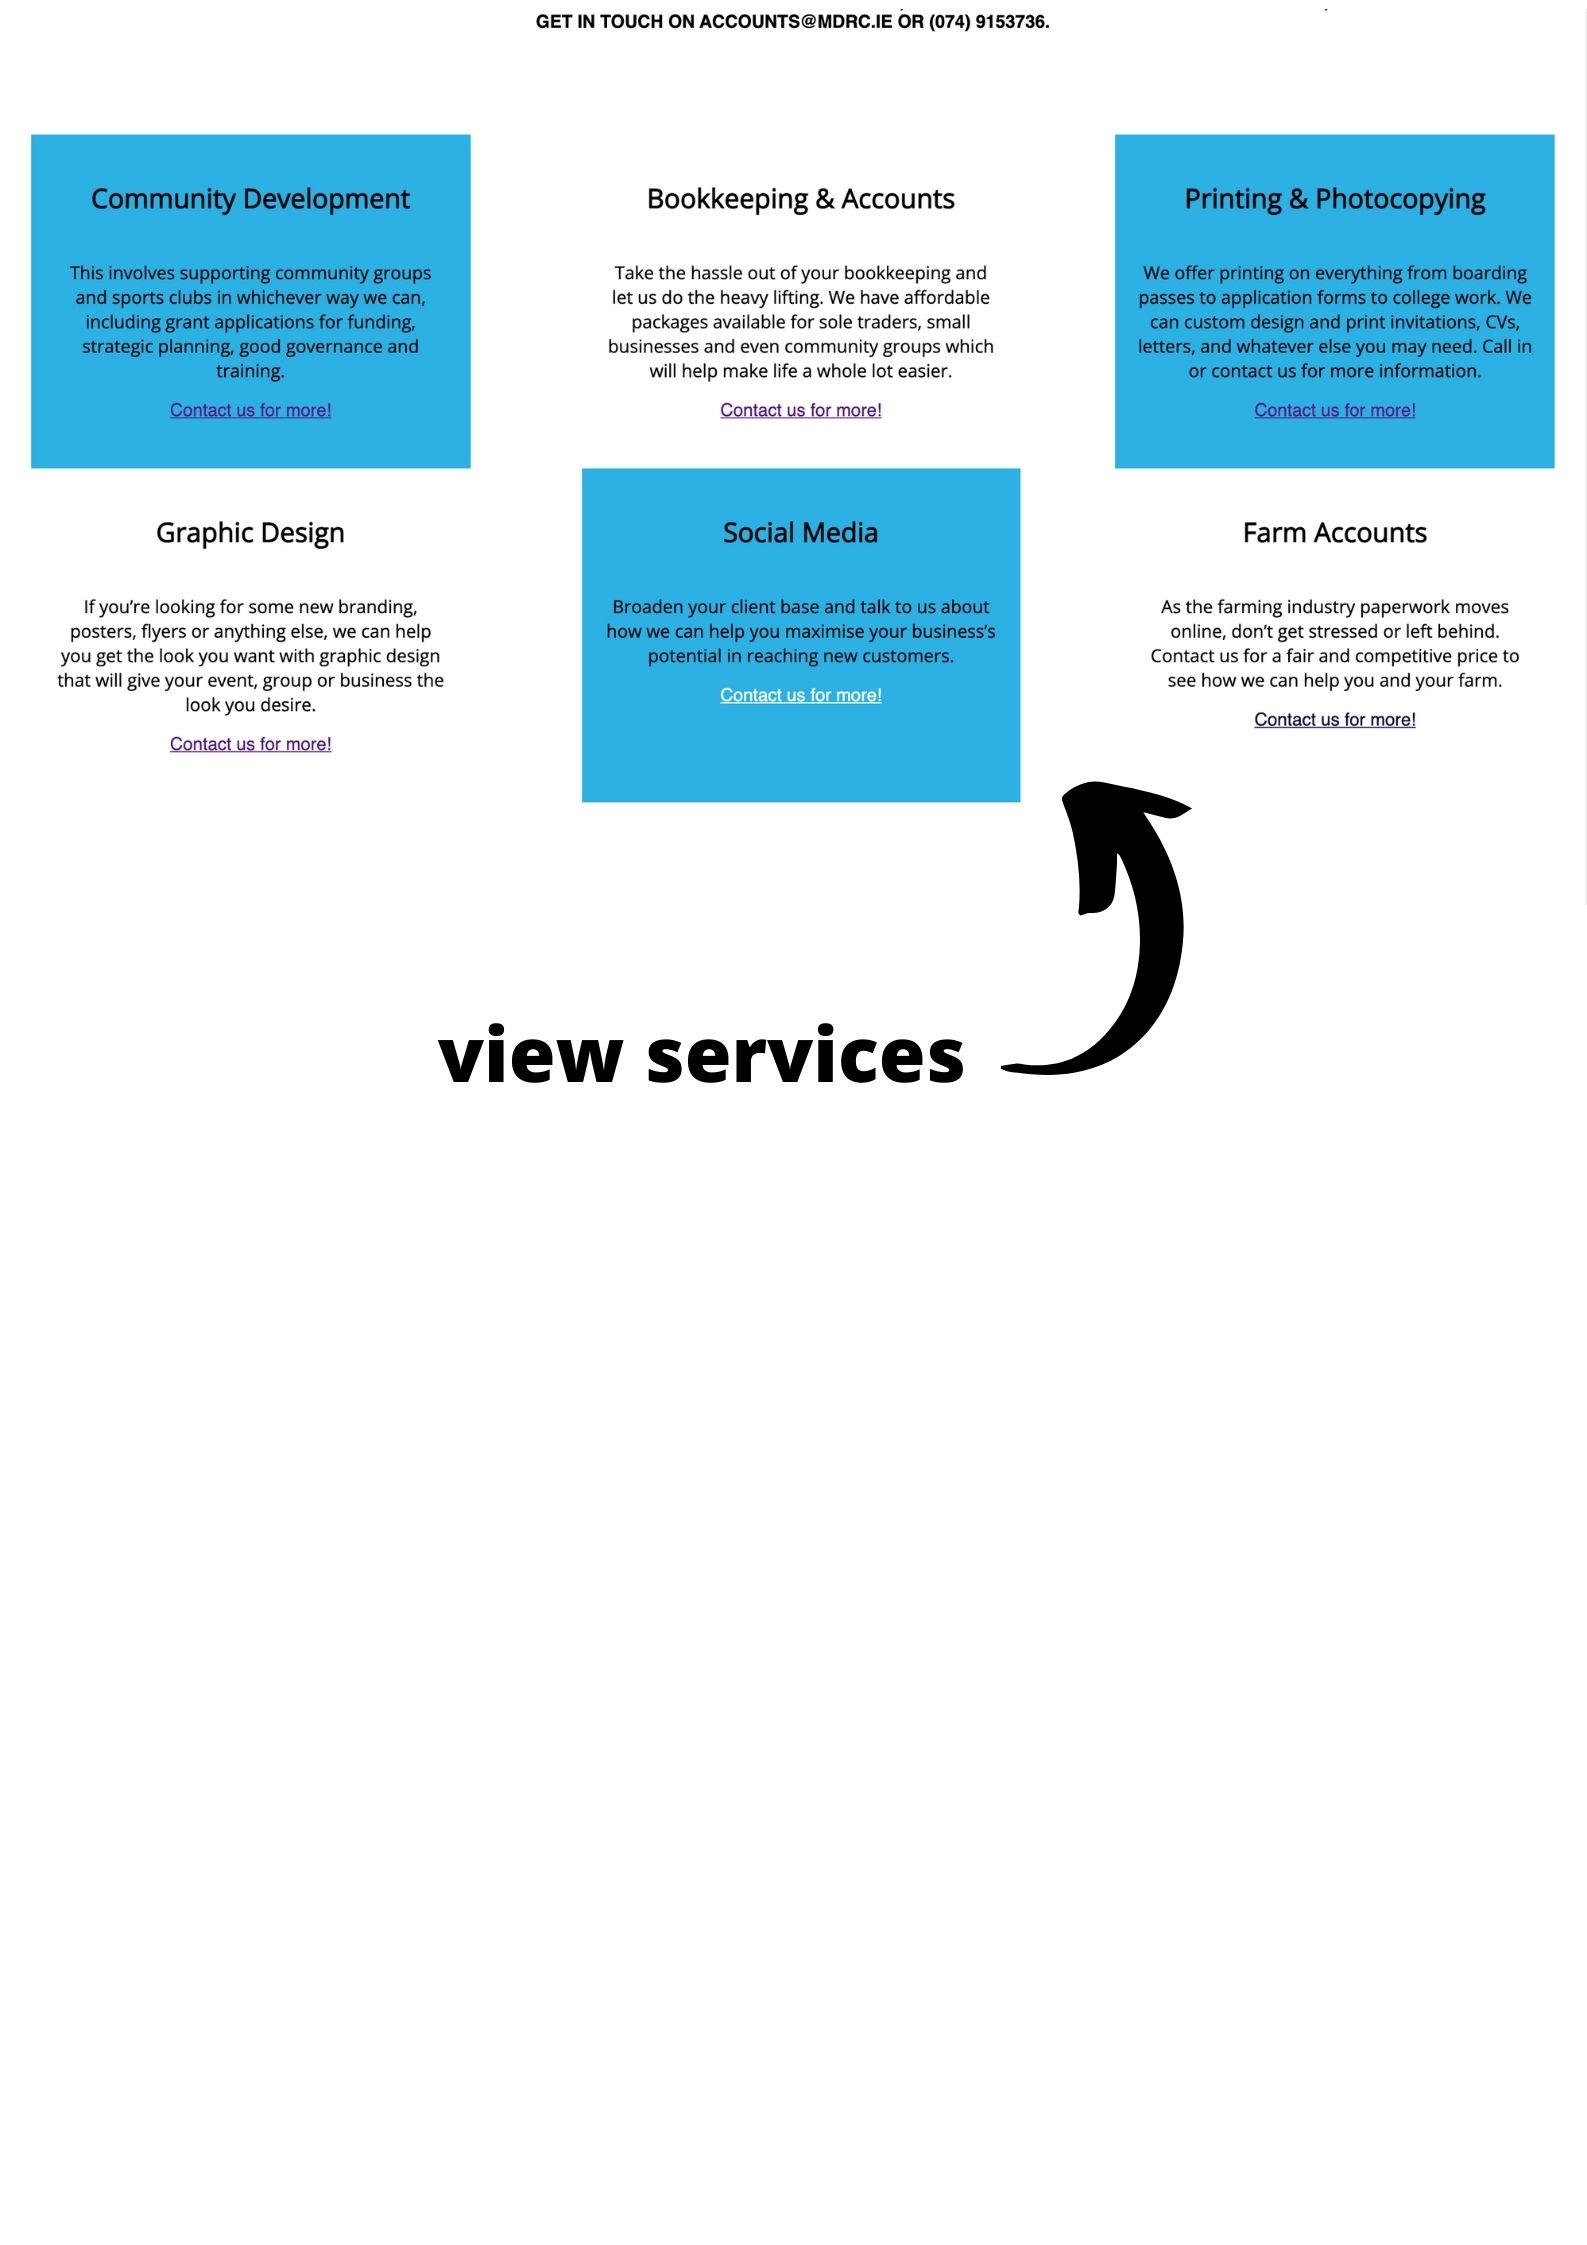 GET IN TOUCH ON ACCOUNTS@MDRC.IE OR (074) 9153736.
Community Development
This involves supporting community groups
and sports clubs in whichever way we can,
including grant applications for funding,
strategic planning, good governance and
training.
Contact us for more!
Bookkeeping & Accounts
Take the hassle out of your bookkeeping and
let us do the heavy lifting. We have affordable
packages available for sole traders, small
businesses and even community groups which
will help make life a whole lot easier.
Contact us for more!
Printing & Photocopying
We offer printing on everything from boarding
passes to application forms to college work. We
can custom design and print invitations, CVs,
letters, and whatever else you may need. Call in
or contact us for more information.
Contact us for more!
Graphic Design
If you’re looking for some new branding,
posters, flyers or anything else, we can help
you get the look you want with graphic design
that will give your event, group or business the
look you desire.
Contact us for more!
Social Media
Broaden your client base and talk to us about
how we can help you maximise your business’s
potential in reaching new customers.
Contact us for more!
Farm Accounts
As the farming industry paperwork moves
online, don’t get stressed or left behind.
Contact us for a fair and competitive price to
see how we can help you and your farm.
Contact us for more!
view services